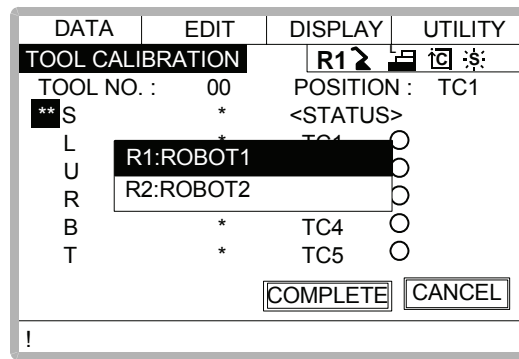 DATA EDIT DISPLAY UTILITY
TOOL CALIBRATION R1 C S
TOOL NO. : 00 POSITION : TC1
** S * <STATUS>
L
U
R
R1:ROBOT1
R2:ROBOT2
B * TC4
T * TC5
COMPLETE CANCEL
!